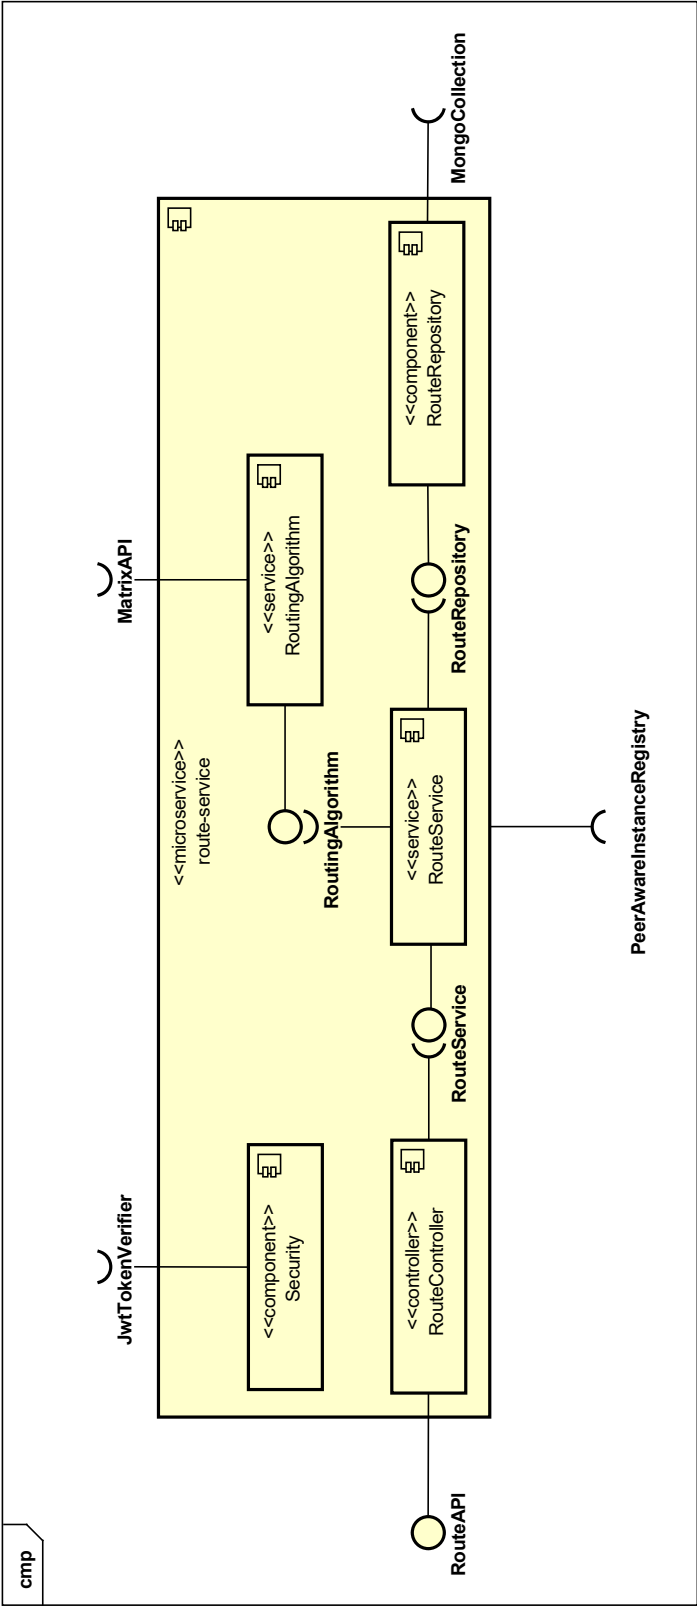 cmp
JwtTokenVerifier
MatrixAPI
<<microservice>>
route-service
<<component>>
Security
<<service>>
RoutingAlgorithm
RoutingAlgorithm
RouteAPI
<<controller>>
RouteController
RouteService
<<service>>
RouteService
RouteRepository
<<component>>
RouteRepository
MongoCollection
PeerAwareInstanceRegistry